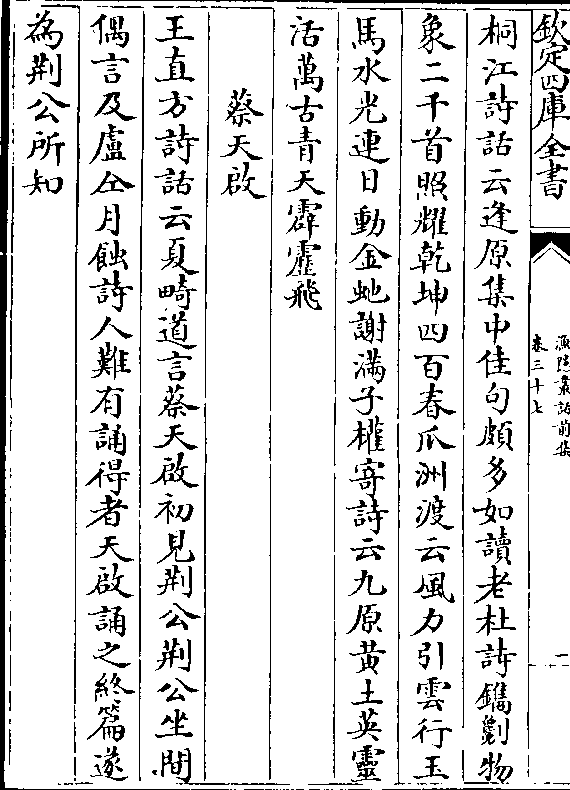 欽定四庫全書
漁隠叢話前集
卷三十七
一
桐江詩話云逢原集中佳句頗多如讀老杜詩鐫劖物
象二千首照耀乾坤四百春爪洲渡云風力引雲行玉
馬水光連日動金虵謝滿子權寄詩云九原黄土英靈
活萬古青天霹靂飛
蔡天啟
王直方詩話云夏畸道言蔡天啟初見荆公荆公坐間
偶言及盧仝月蝕詩人難有誦得者天啟誦之終篇遂
為荆公所知